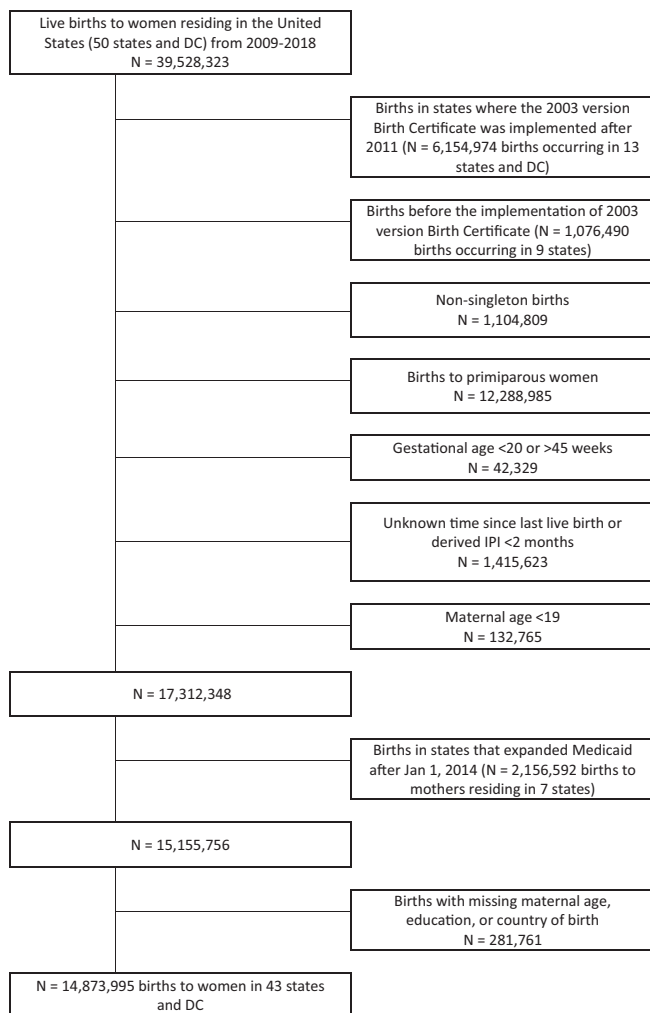 Live births to women residing in the United
States (50 states and DC) from 2009-2018
N = 39,528,323
Births in states where the 2003 version
Birth Certificate was implemented after
2011 (N = 6,154,974 births occurring in 13
states and DC)
Births before the implementation of 2003
version Birth Certificate (N = 1,076,490
births occurring in 9 states)
Non-singleton births
N = 1,104,809
Births to primiparous women
N = 12,288,985
Gestational age <20 or >45 weeks
N = 42,329
Unknown time since last live birth or
derived IPI <2 months
N = 1,415,623
Maternal age <19
N = 132,765
N = 17,312,348
Births in states that expanded Medicaid
after Jan 1, 2014 (N = 2,156,592 births to
mothers residing in 7 states)
N = 15,155,756
Births with missing maternal age,
education, or country of birth
N = 281,761
N = 14,873,995 births to women in 43 states
and DC